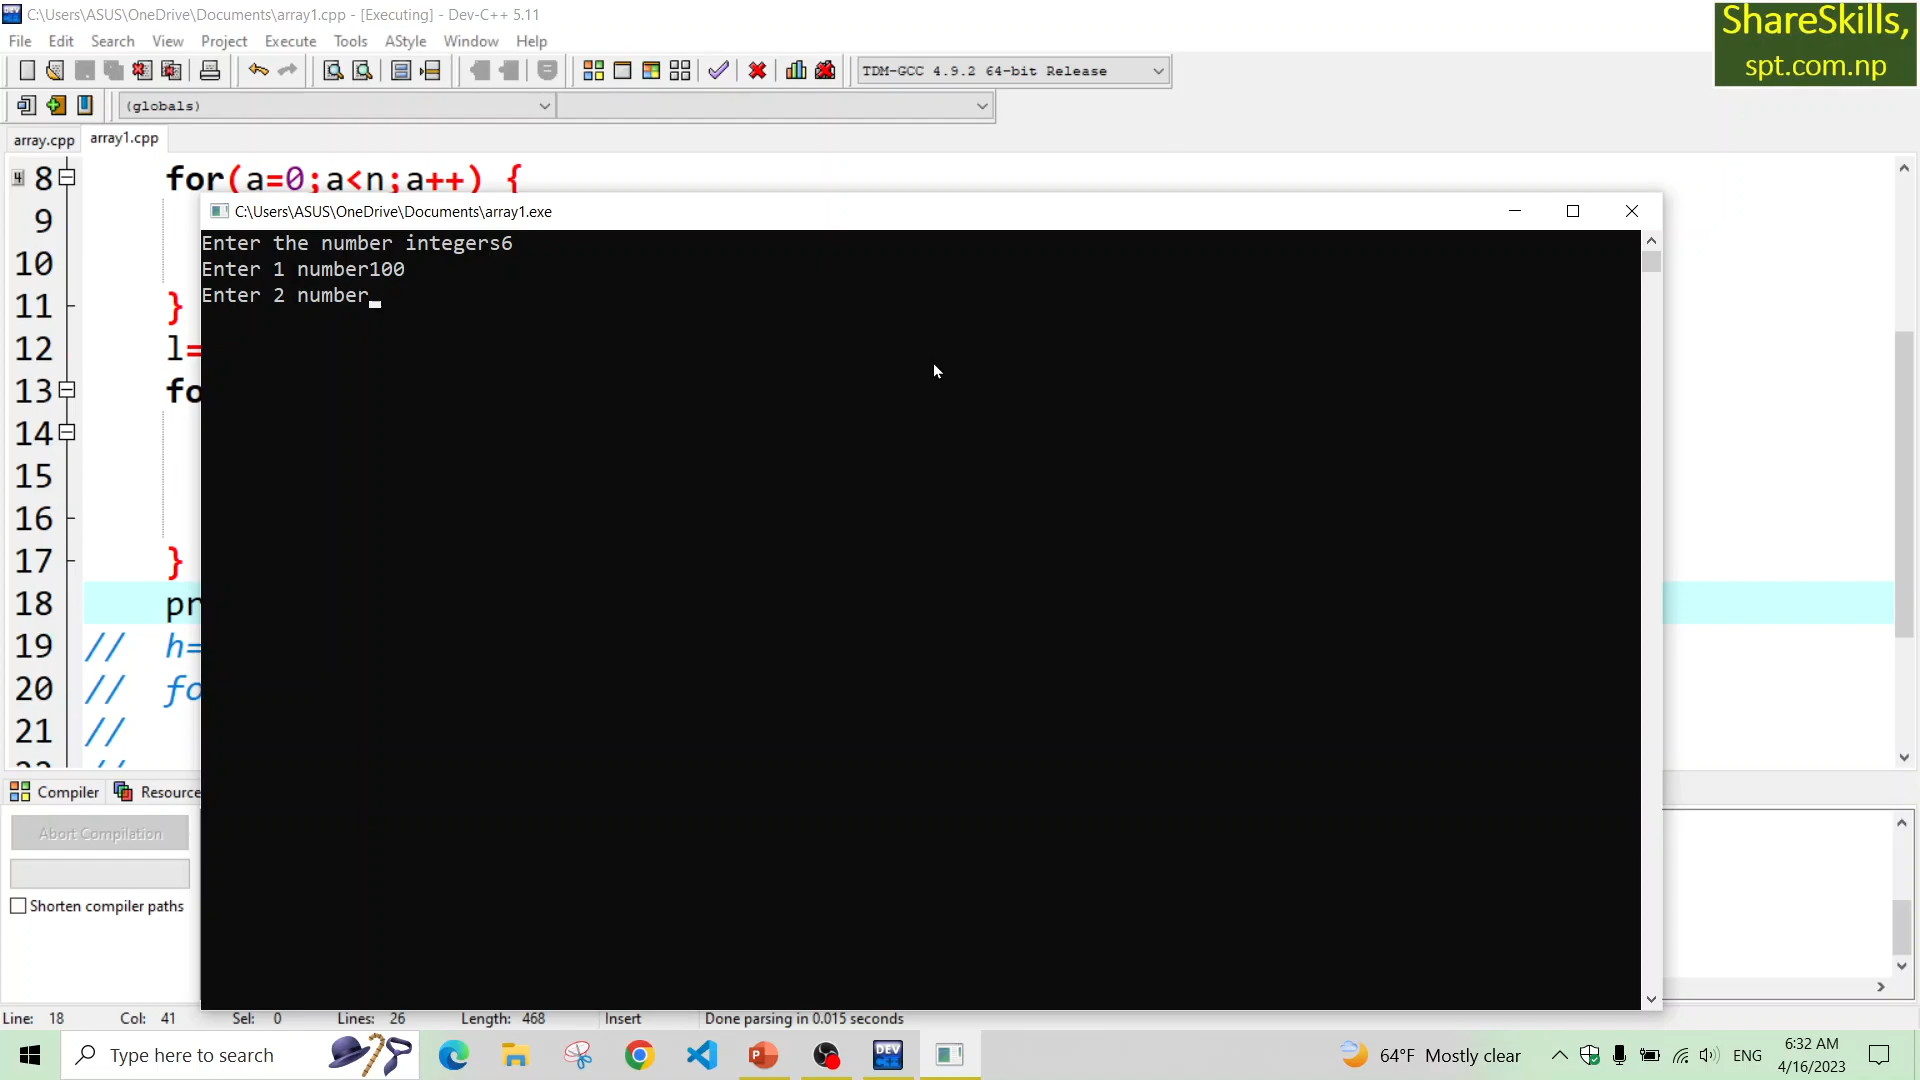 C:\Users\ASUS\OneDrive\Documents\array1.cpp - [Executing] - Dev-C++ 5.11
ShareSkills,
spt.com.np
File Edit Search View Project Execute Tools AStyle Window Help
TDM-GCC 4.9.2 64-bit Release
(globals)
array.cpp array1.cpp
8 for(a=0;a<n;a++) {
C:\Users\ASUS\OneDrive\Documents\array1.exe
9
Enter the number integers6
10
Enter 1 number100
11 }
Enter 2 number
12 l=
13 fo
14
15
16
17 }
18 pr
19 // h=
20 // fo
21 //
22 //
Compiler Resource
Abort Compilation
Shorten compiler paths
Line: 18 Col: 41 Sel: 0 Lines: 26 Length: 468 Insert Done parsing in 0.015 seconds
Type here to search
64°F Mostly clear
ENG
6:32 AM
4/16/2023